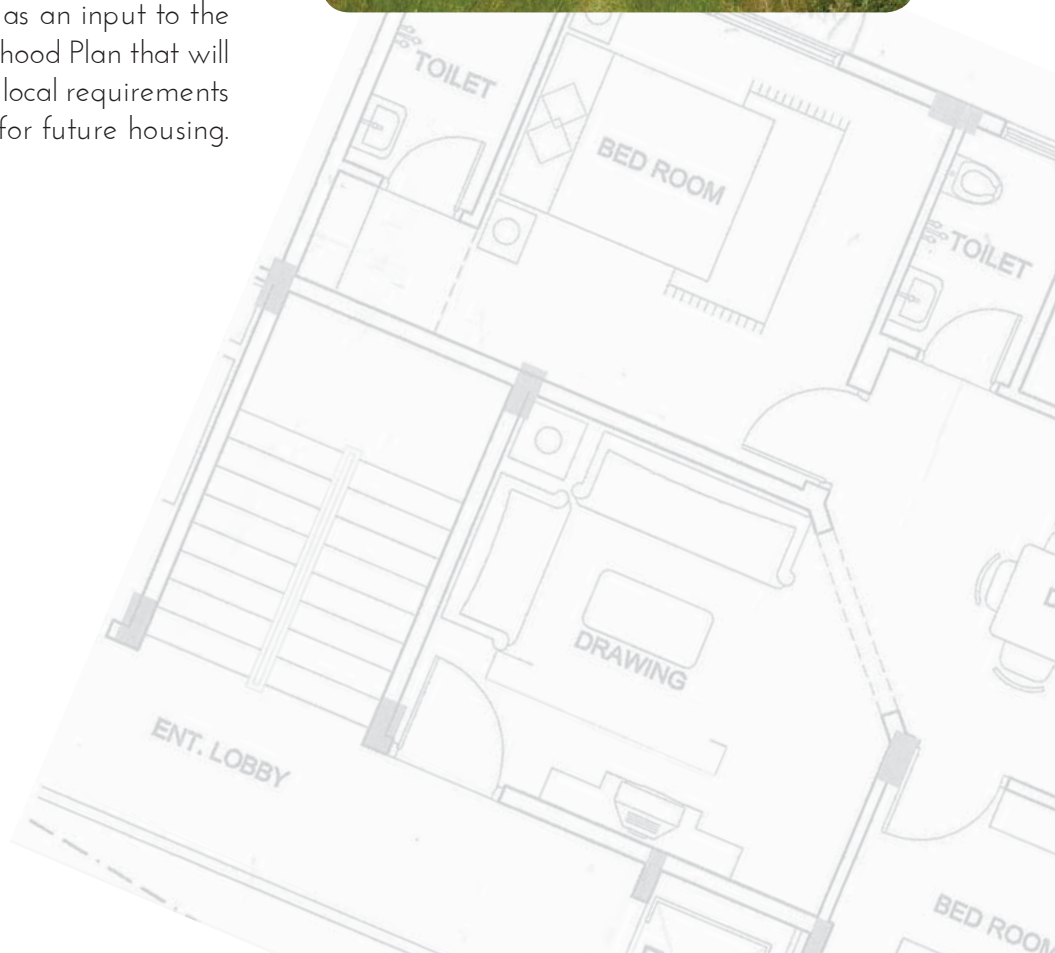 as an input to the
hood Plan that will
local requirements
for future housing.
TOILET
BED ROOM
TOILET
DRAWING
ENT. LOBBY
BED ROOM